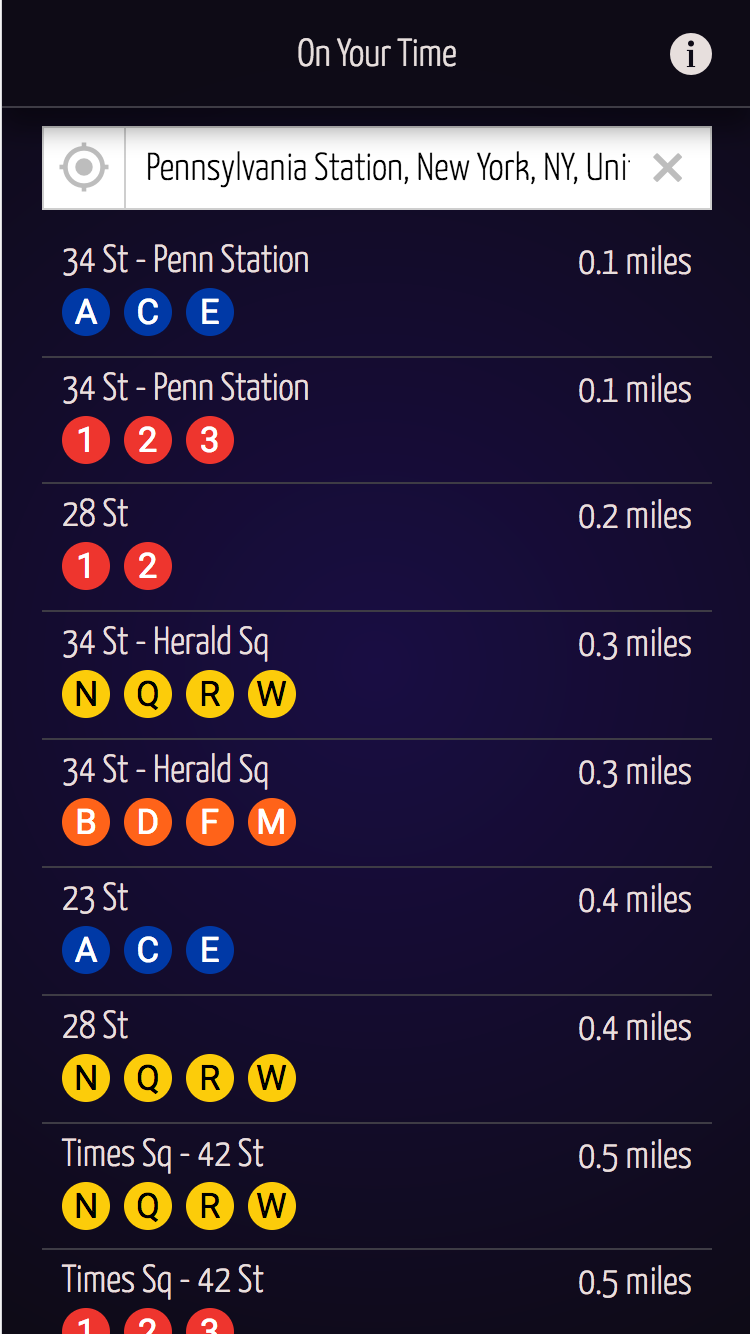 On Your Time
i
Pennsylvania Station, New York, NY, Uni
34 St - Penn Station 0.1 miles
A C E
34 St - Penn Station 0.1 miles
1 2 3
28 St 0.2 miles
1 2
34 St - Herald Sq 0.3 miles
N Q R W
34 St - Herald Sq 0.3 miles
B D F M
23 St 0.4 miles
A C E
28 St 0.4 miles
N Q R W
Times Sq - 42 St 0.5 miles
N Q R W
Times Sq - 42 St 0.5 miles
1 2 3